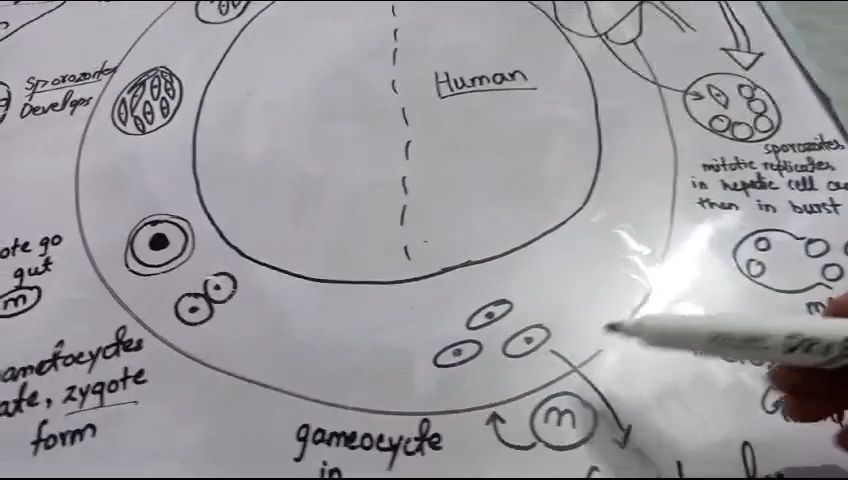 Sporozoites
Develops
Human
sporozoites
mitotic replicates
in hepatic cell
then in burst
ote go
gut
m
ametocytes
ate, zygote
form
gameocycle
in
m